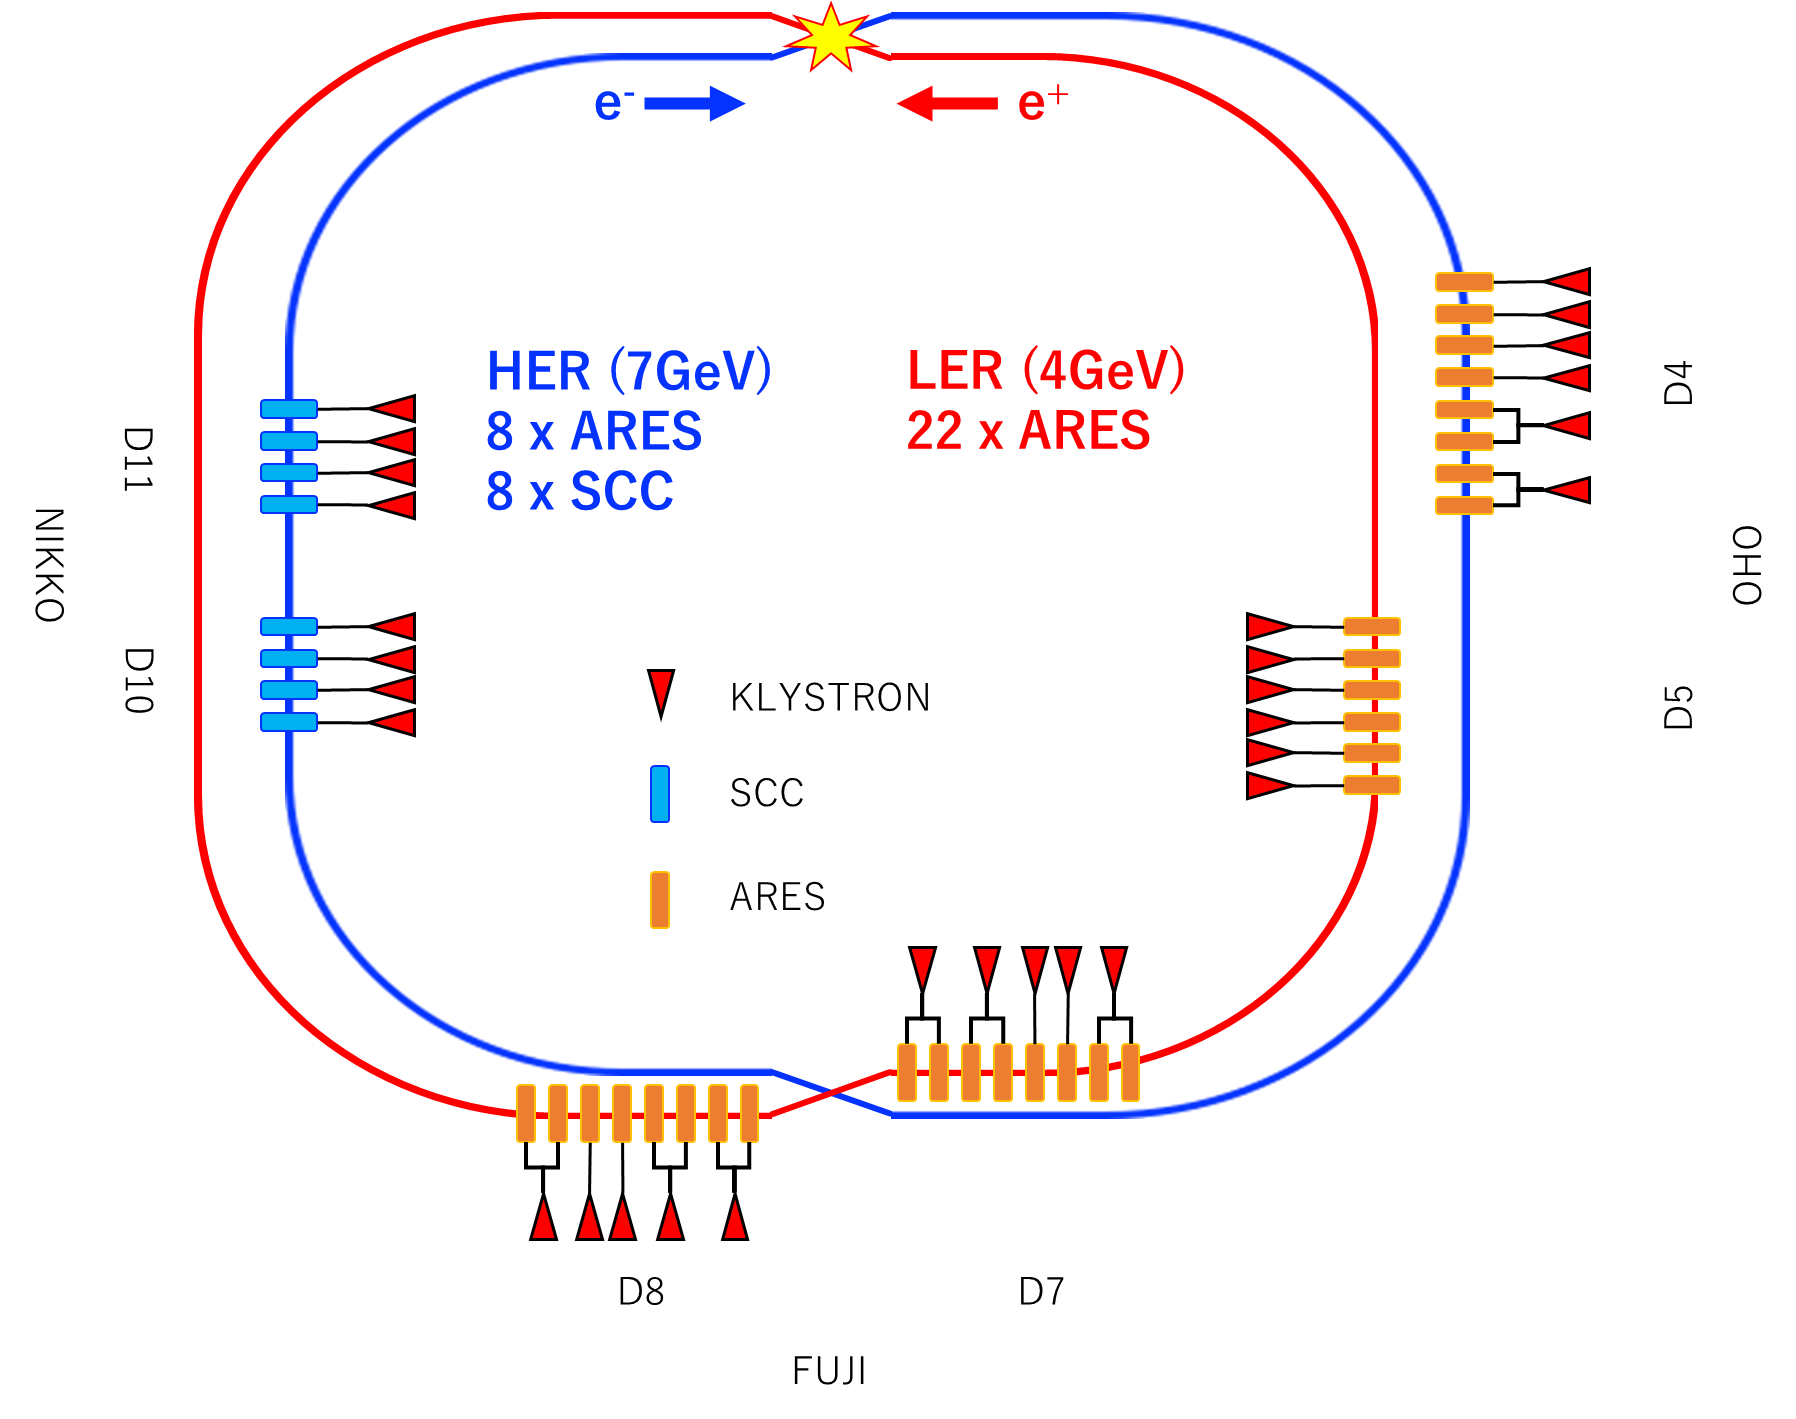 e-
e+
HER (7GeV)
8 x ARES
8 x SCC
LER (4GeV)
22 x ARES
D4
D11
NIKKO
OHO
D10
D5
KLYSTRON
SCC
ARES
D8
D7
FUJI